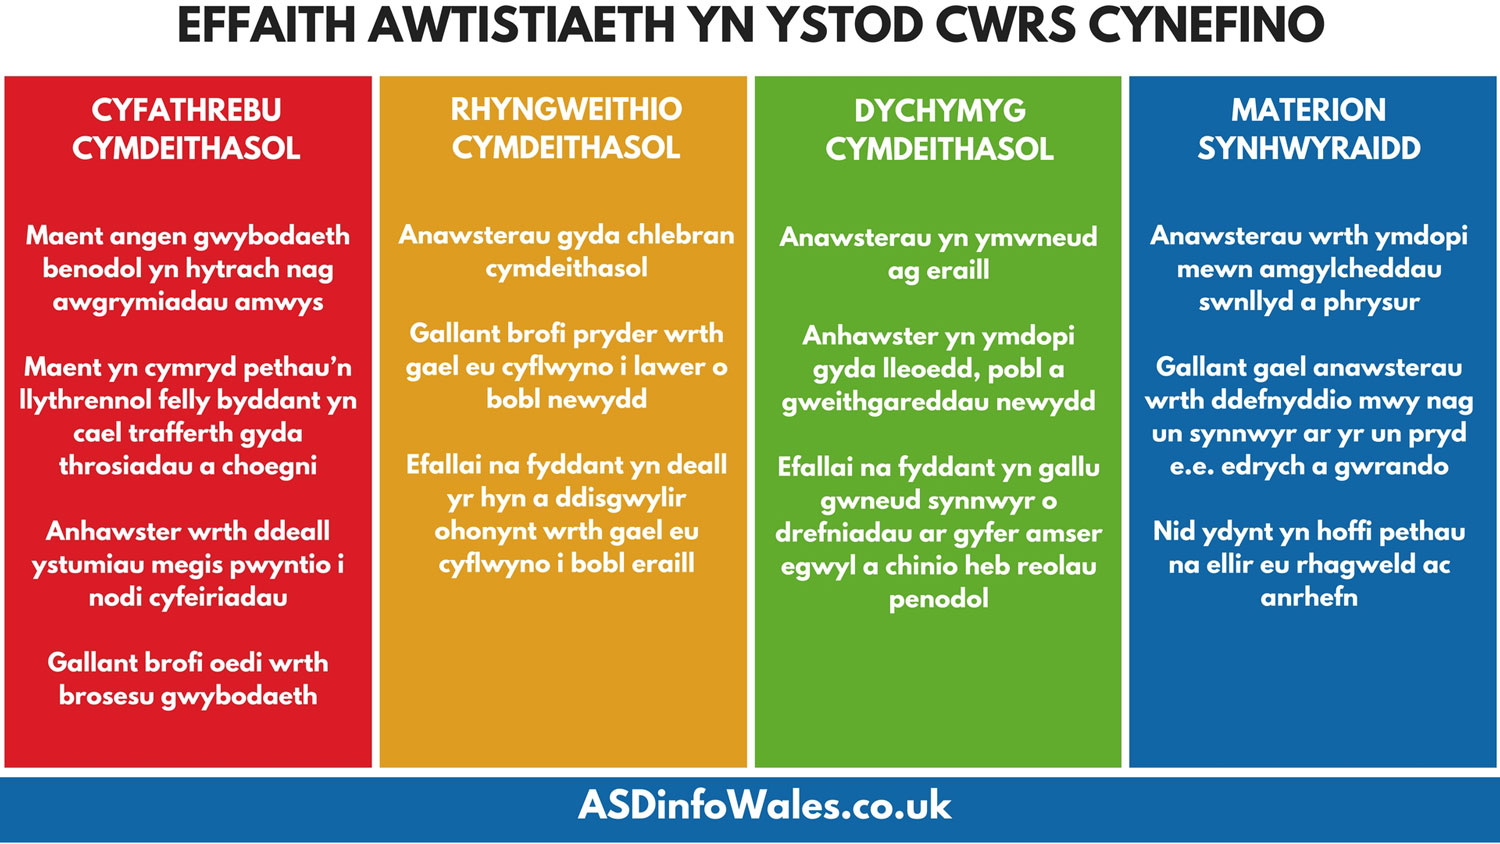 EFFAITH AWTISTIAETH YN YSTOD CWRS CYNEFINO
CYFATHREBU
CYMDEITHASOL
Maent angen gwybodaeth
benodol yn hytrach nag
awgrymiadau amwys
Maent yn cymryd pethau’n
llythrennol felly byddant yn
cael trafferth gyda
throsiadau a choegni
Anhawster wrth ddeall
ystumiau megis pwyntio i
nodi cyfeiriadau
Gallant brofi oedi wrth
brosesu gwybodaeth
RHYNGWEITHIO
CYMDEITHASOL
Anawsterau gyda chlebran
cymdeithasol
Gallant brofi pryder wrth
gael eu cyflwyno i lawer o
bobl newydd
Efallai na fyddant yn deall
yr hyn a ddisgwylir
ohonynt wrth gael eu
cyflwyno i bobl eraill
DYCHYMYG
CYMDEITHASOL
Anawsterau yn ymwneud
ag eraill
Anhawster yn ymdopi
gyda lleoedd, pobl a
gweithgareddau newydd
Efallai na fyddant yn gallu
gwneud synnwyr o
drefniadau ar gyfer amser
egwyl a chinio heb reolau
penodol
MATERION
SYNHWYRAIDD
Anawsterau wrth ymdopi
mewn amgylcheddau
swnllyd a phrysur
Gallant gael anawsterau
wrth ddefnyddio mwy nag
un synnwyr ar yr un pryd
e.e. edrych a gwrando
Nid ydynt yn hoffi pethau
na ellir eu rhagweld ac
anrhefn
ASDinfoWales.co.uk